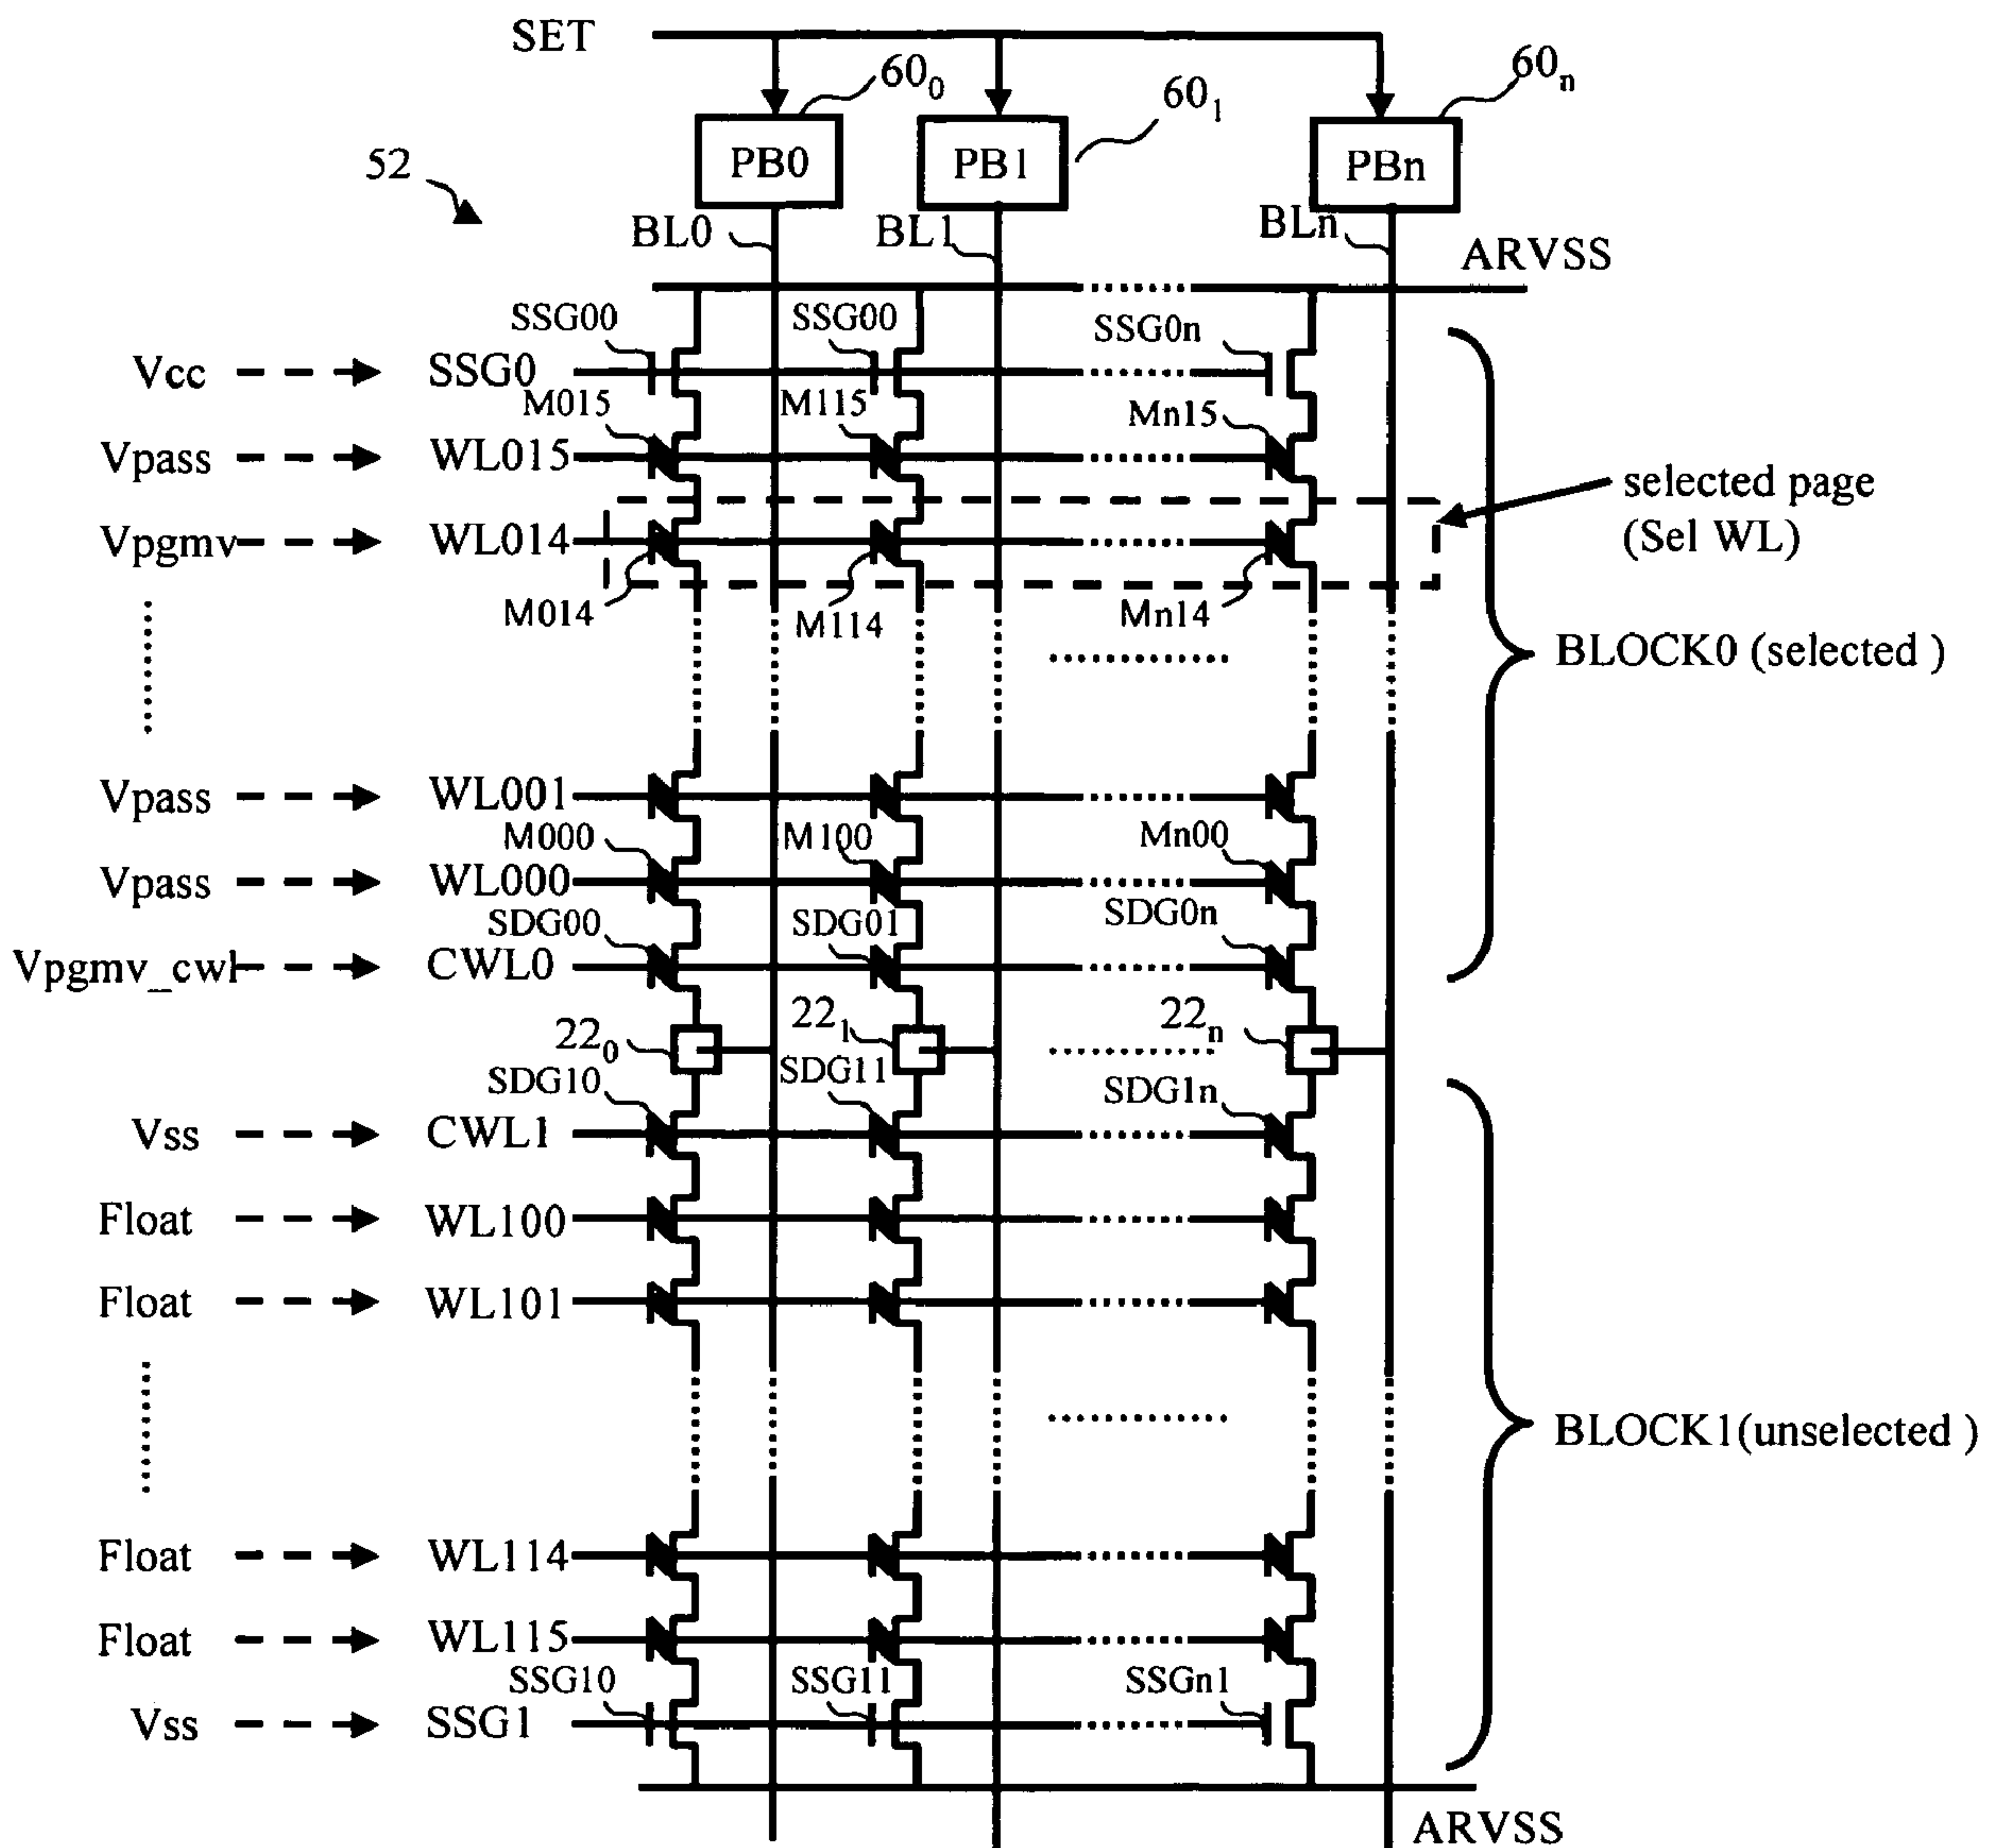 SET
60₀
60₁
60ₙ
52
PB0
PB1
PBn
BL0
BL1
BLn
ARVSS
SSG00
SSG00
SSG0n
Vcc
SSG0
M015
M115
Mn15
Vpass
WL015
selected page
(Sel WL)
Vpgmv
WL014
M014
M114
Mn14
BLOCK0 (selected )
Vpass
WL001
M000
M100
Mn00
Vpass
WL000
SDG00
SDG01
SDG0n
Vpgmv_cwl
CWL0
22₀
22₁
22ₙ
SDG10
SDG11
SDG1n
Vss
CWL1
Float
WL100
Float
WL101
BLOCK1(unselected )
Float
WL114
Float
WL115
SSG10
SSG11
SSGn1
Vss
SSG1
ARVSS